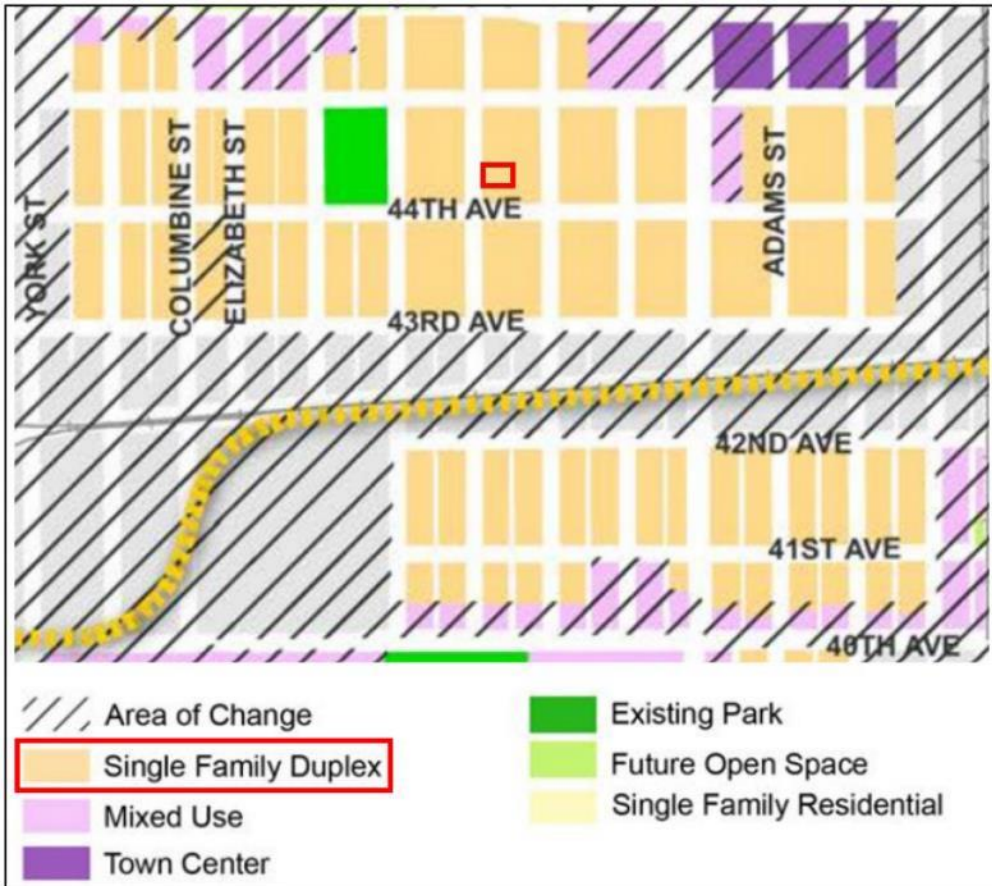 COLUMBINE ST
ELIZABETH ST
ADAMS ST
YORK ST
44TH AVE
43RD AVE
42ND AVE
41ST AVE
40TH AVE
Area of Change
Single Family Duplex
Mixed Use
Town Center
Existing Park
Future Open Space
Single Family Residential